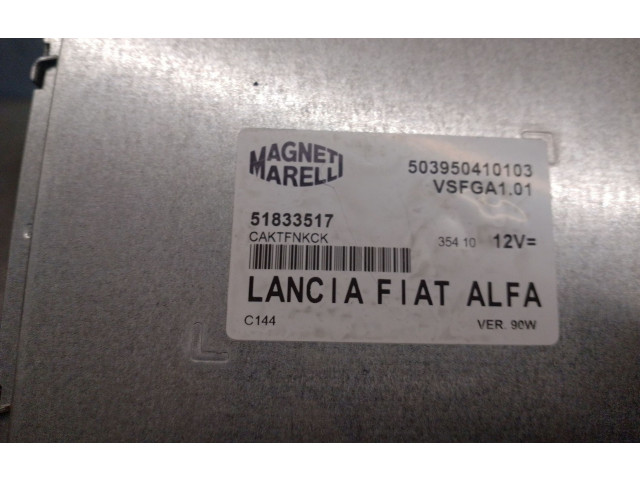 MAGNETI
MARELLI
503950410103
VSFGA1.01
51833517
CAKTFNKCK
354 10 12V=
LANCIA FIAT ALFA
C144
VER. 90W